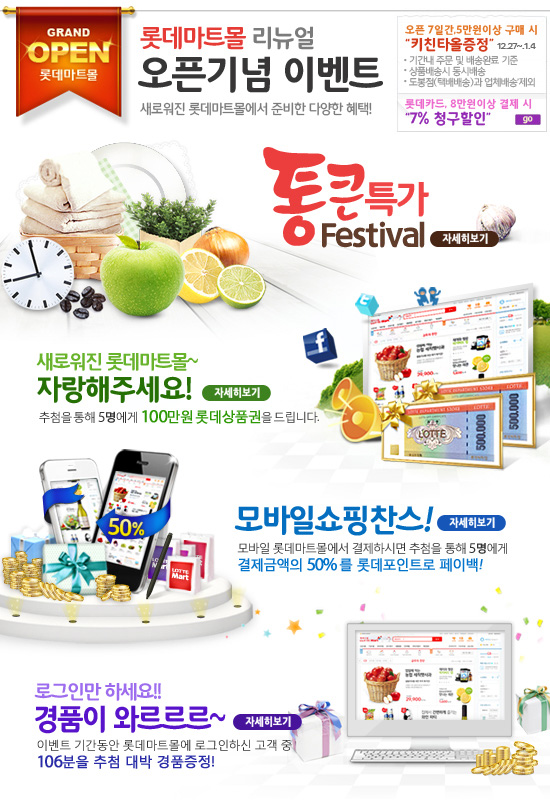 GRAND
OPEN
롯데마트몰
롯데마트몰 리뉴얼
오픈기념 이벤트
새로워진 롯데마트몰에서 준비한 다양한 혜택!
오픈 7일간,5만원이상 구매 시
"키친타올증정" 12.27~.1.4
· 기간내 주문 및 배송완료 기준
· 상품배송시 동시배송
· 도봉점(택배배송)과 업체배송제외
롯데카드, 8만원이상 결제 시
"7% 청구할인" go
통큰특가
Festival 자세히보기
새로워진 롯데마트몰~
자랑해주세요! 자세히보기
추첨을 통해 5명에게 100만원 롯데상품권을 드립니다.
LOTTE
500.000
LOTTE
500.000
50%
LOTTE
Mart
모바일쇼핑찬스! 자세히보기
모바일 롯데마트몰에서 결제하시면 추첨을 통해 5명에게
결제금액의 50% 를 롯데포인트로 페이백!
로그인만 하세요!!
경품이 와르르르~ 자세히보기
이벤트 기간동안 롯데마트몰에 로그인하신 고객 중
106분을 추첨 대박 경품증정!